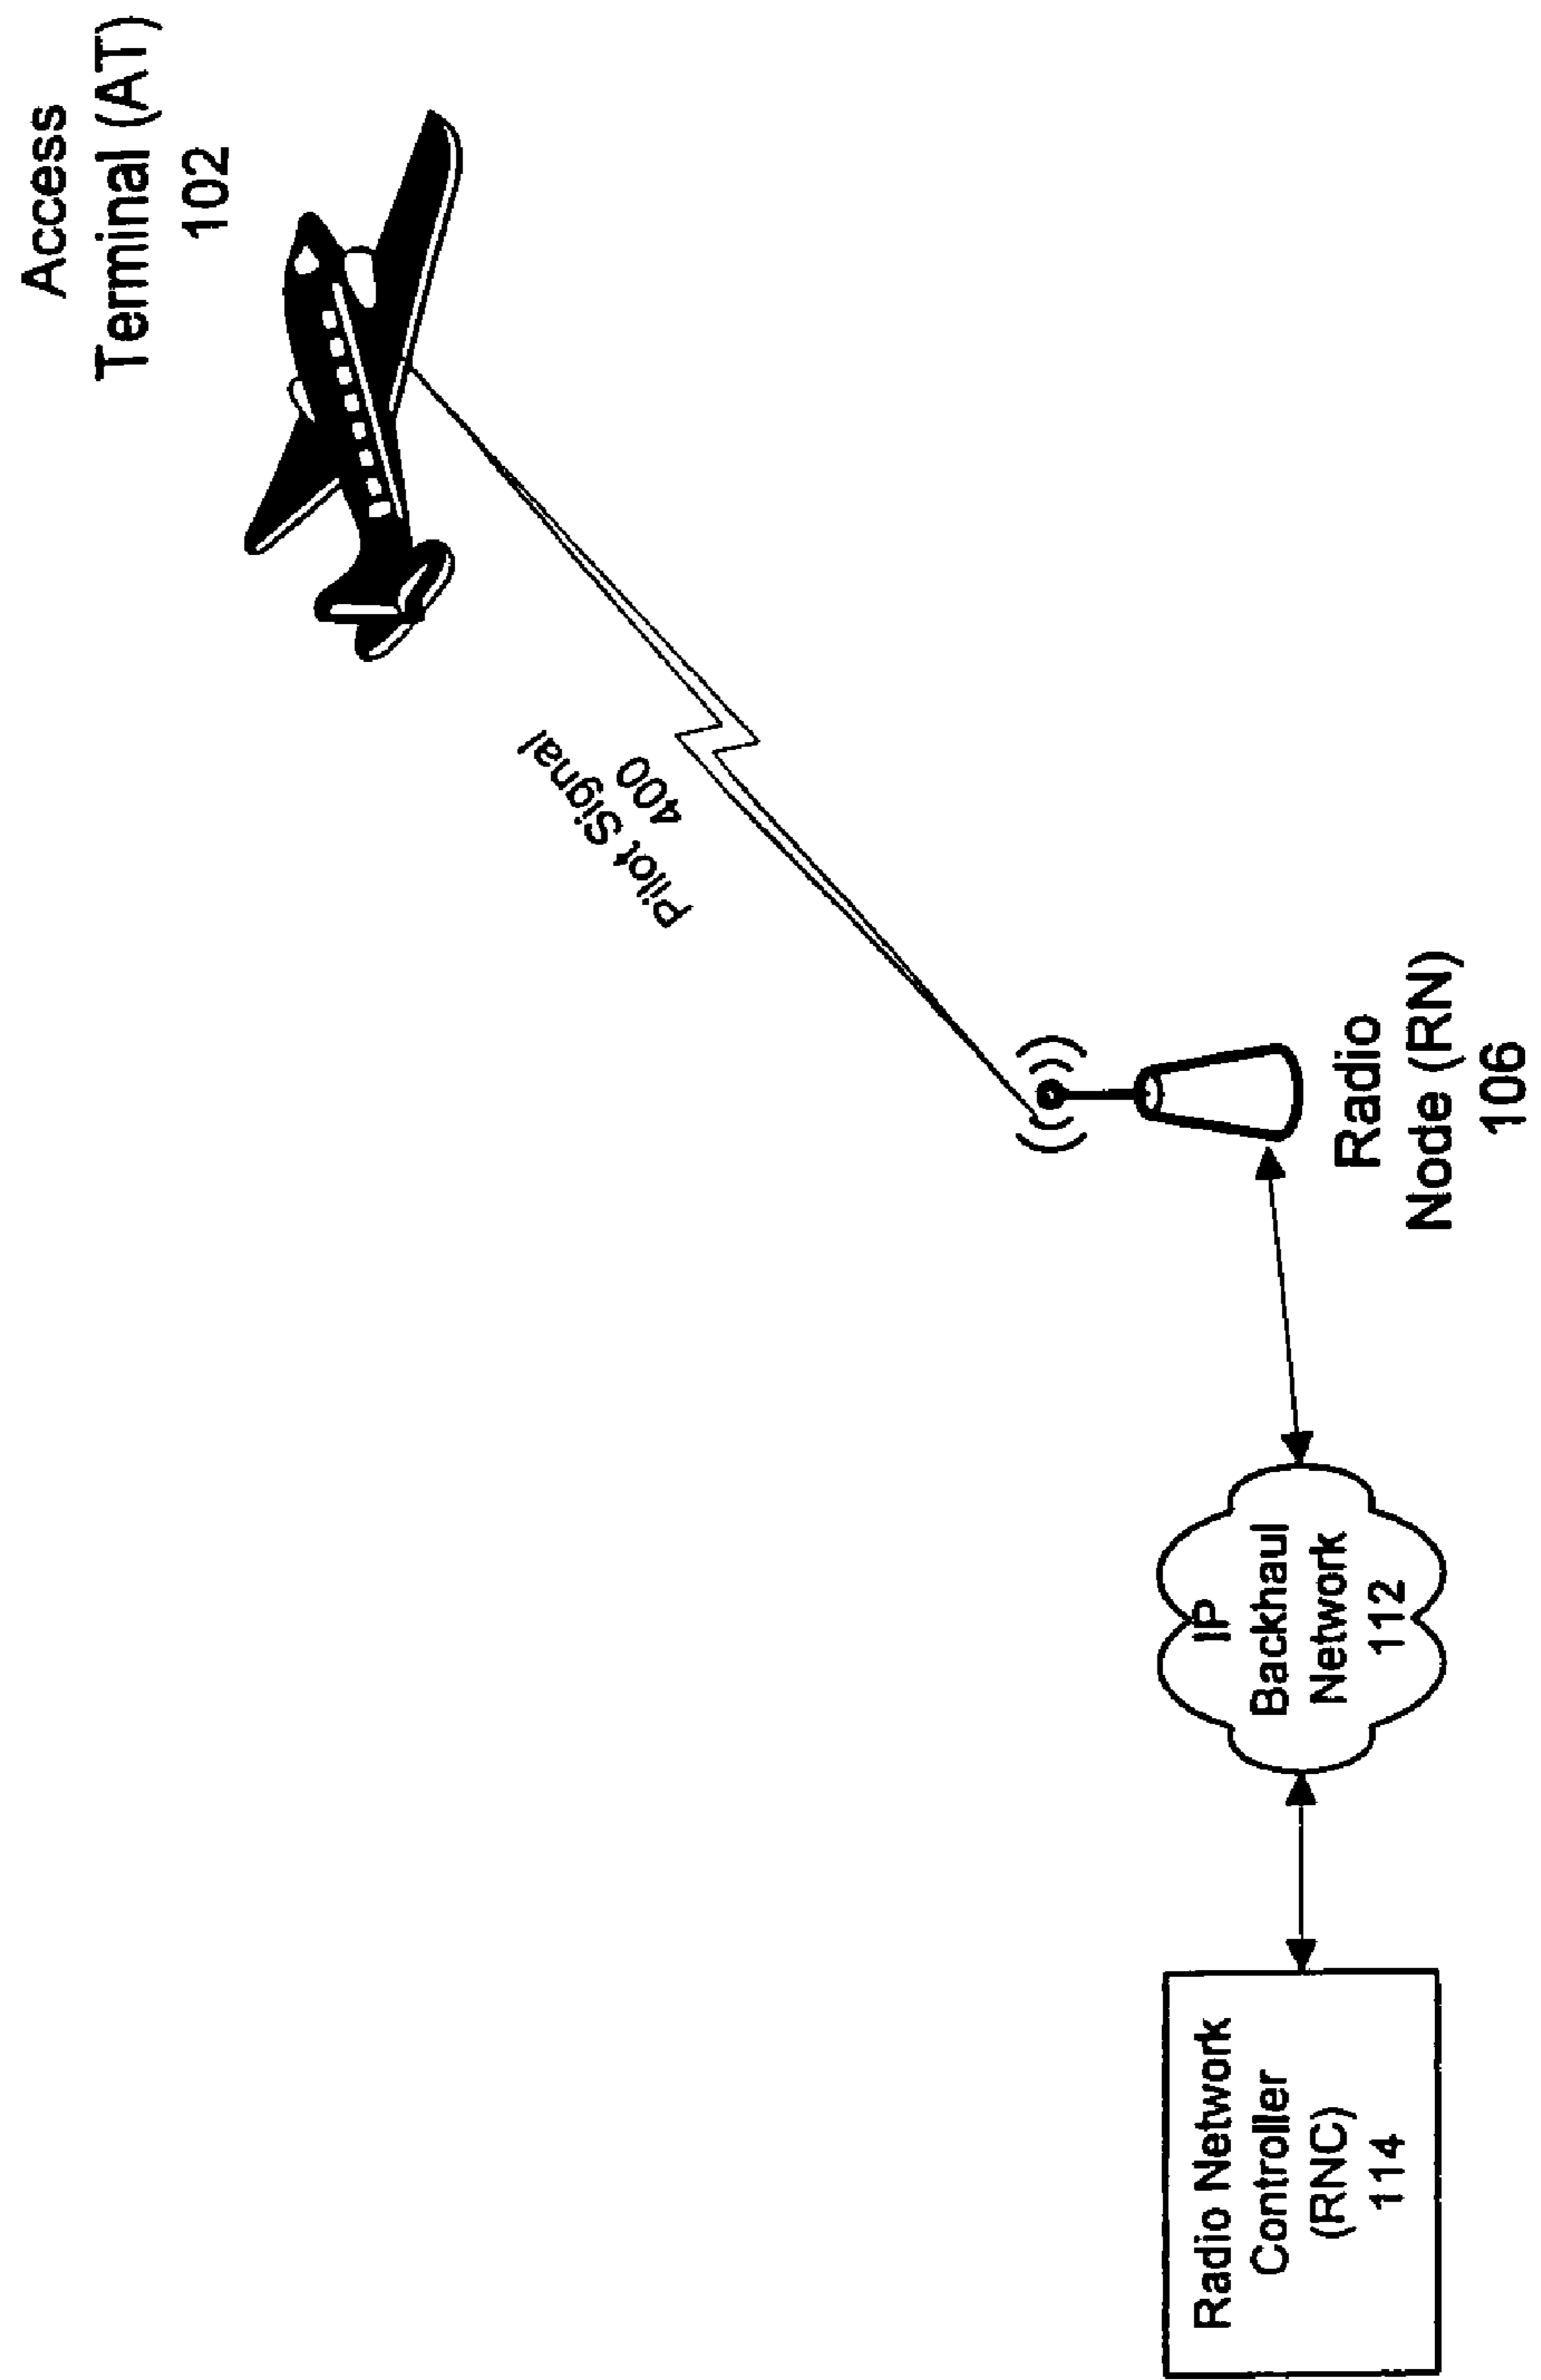 Access
Terminal (AT)
102
Pilot Signal
400
Radio
Node (RN)
106
IP
Backhaul
Network
112
Radio Network
Controller
(RNC)
114